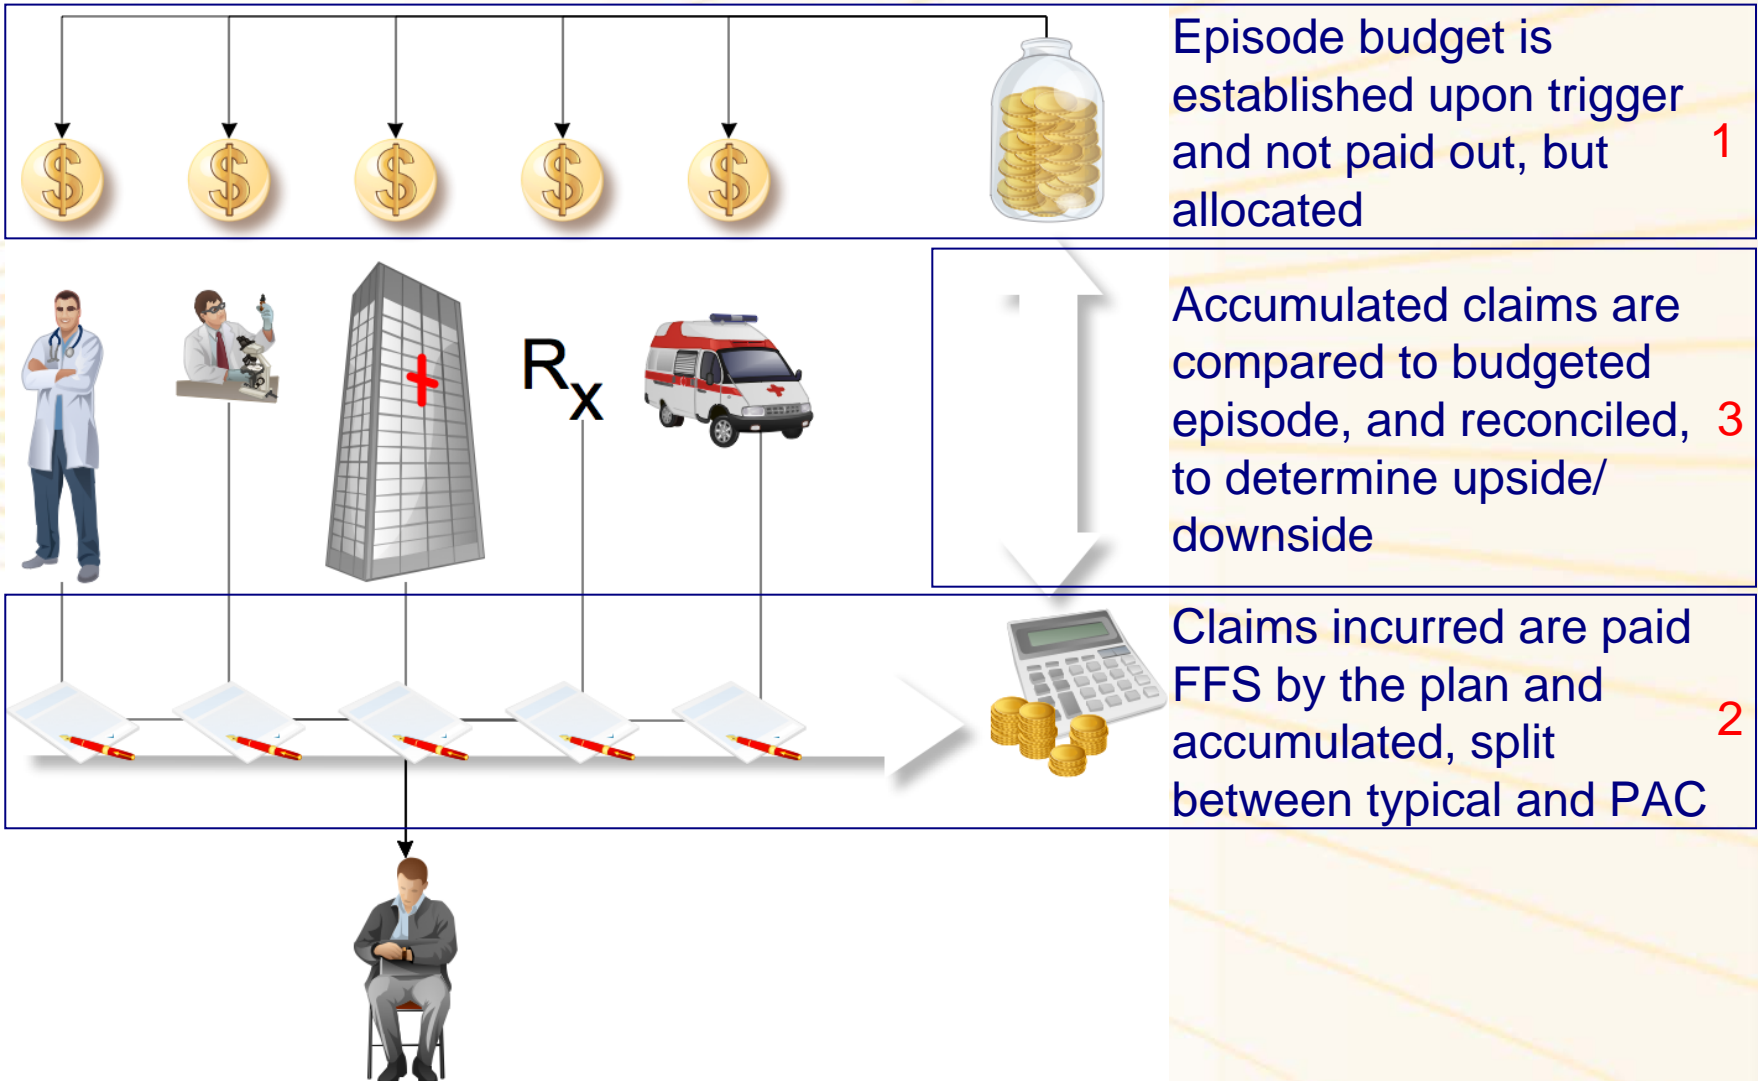 Episode budget is
established upon trigger
and not paid out, but
allocated
1
$ $ $ $ $
Accumulated claims are
compared to budgeted
episode, and reconciled,
to determine upside/
downside
3
Rx
Claims incurred are paid
FFS by the plan and
accumulated, split
between typical and PAC
2